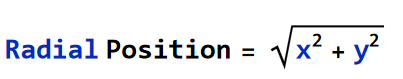 Radial Position = √x² + y²